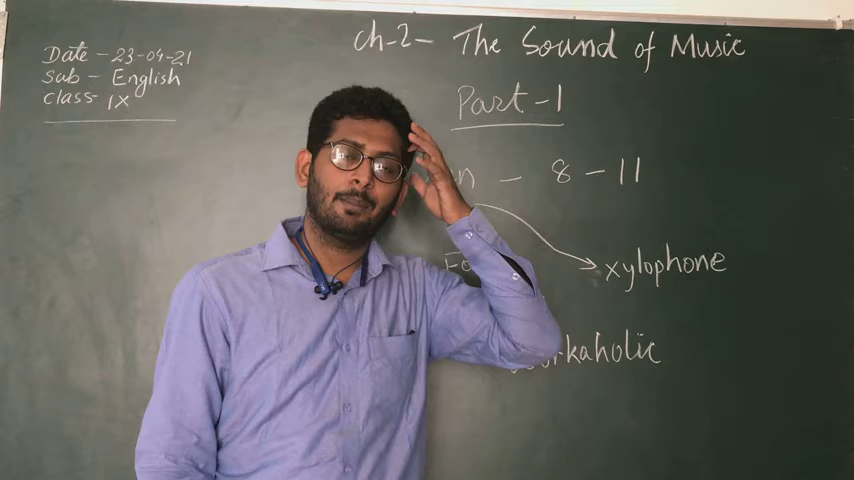 Date - 23-04-21
Sub - English
Class - IX
Ch-2 - The Sound of Music
Part-1
8-11
xylophone